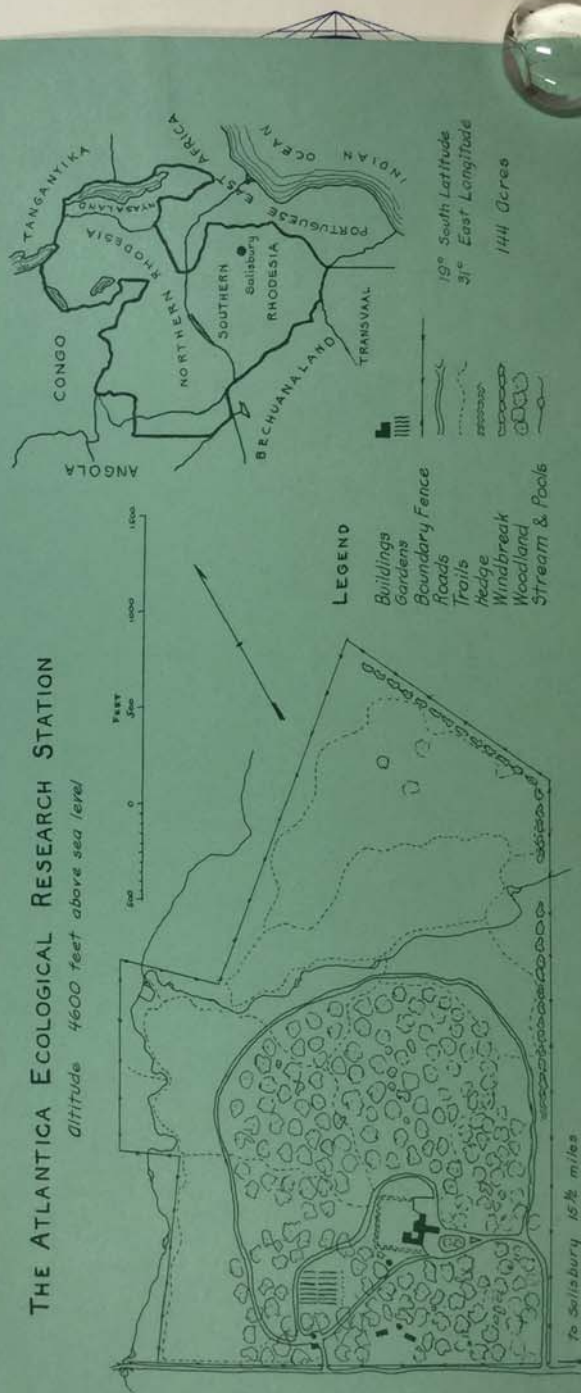 THE ATLANTICA ECOLOGICAL RESEARCH STATION
Altitude 4600 feet above sea level
FEET
500 0 500 1000 1500
To Salisbury 15½ miles
LEGEND
Buildings
Gardens
Boundary Fence
Roads
Trails
Hedge
Windbreak
Woodland
Stream & Pools
19° South Latitude
31° East Longitude
144 Acres
ANGOLA
CONGO
TANGANYIKA
NYASALAND
NORTHERN RHODESIA
PORTUGUESE EAST AFRICA
SOUTHERN
RHODESIA
Salisbury
BECHUANALAND
TRANSVAAL
INDIAN OCEAN